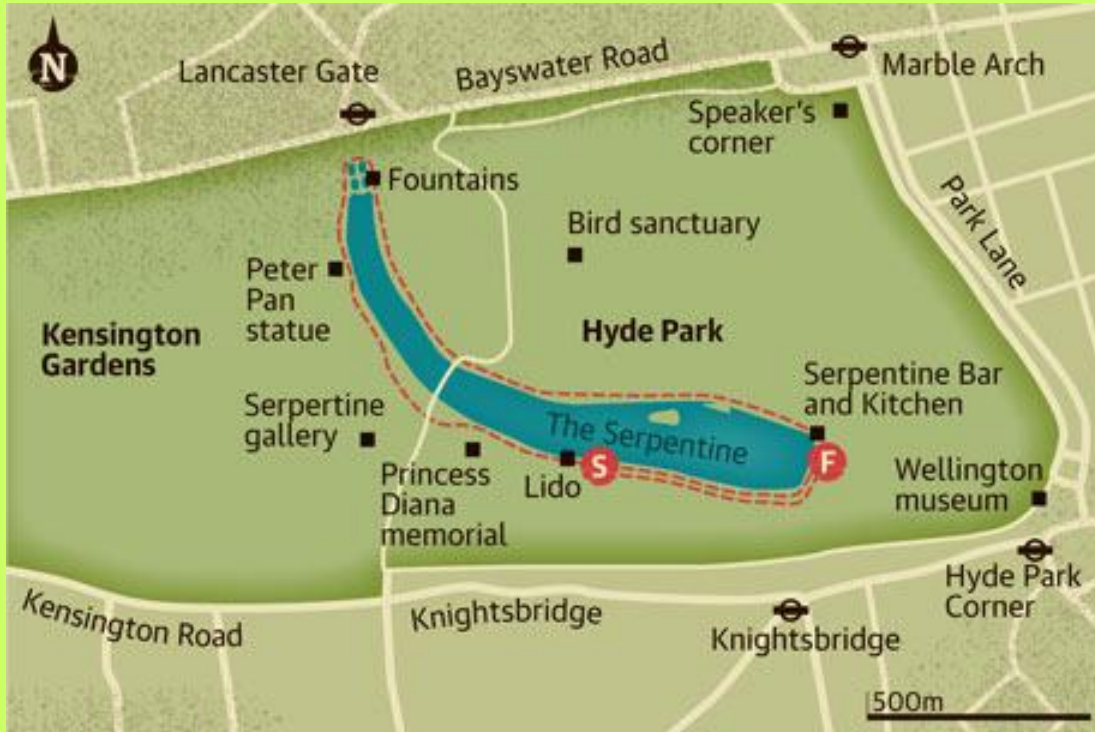 N
Lancaster Gate
Bayswater Road
Marble Arch
Speaker's
corner
Fountains
Park Lane
Bird sanctuary
Peter
Pan
statue
Kensington
Gardens
Hyde Park
Serpentine Bar
and Kitchen
Serpertine
gallery
The Serpentine
Princess
Diana
memorial
Lido
S
F
Wellington
museum
Hyde Park
Corner
Kensington Road
Knightsbridge
Knightsbridge
500m